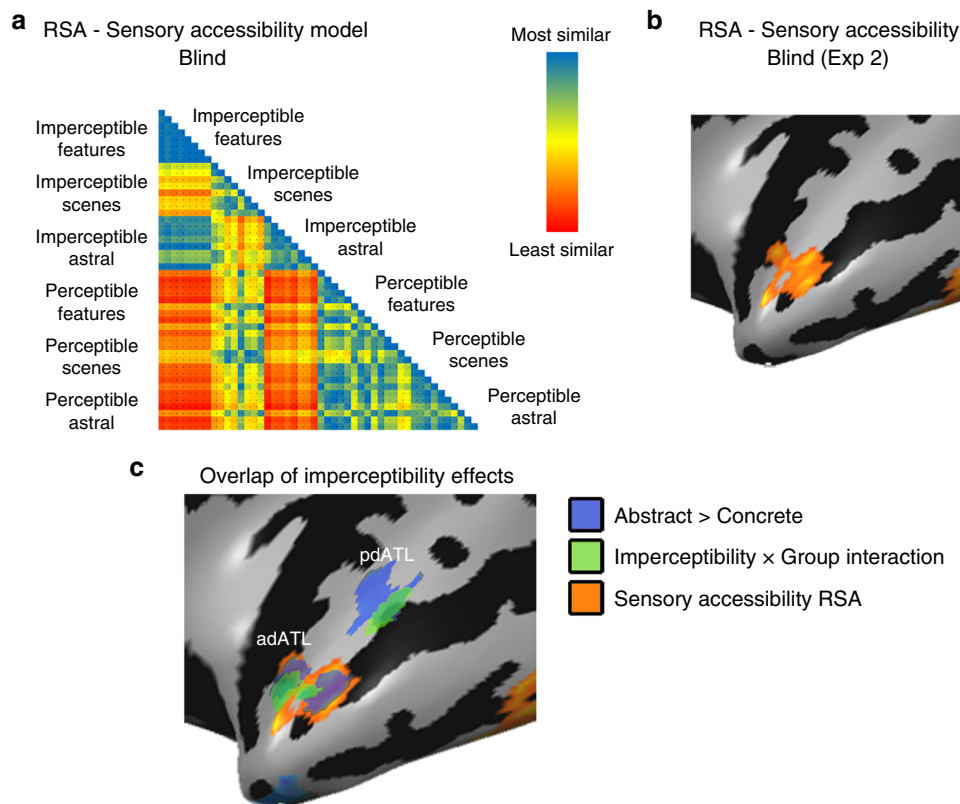 a
RSA - Sensory accessibility model
Blind
Most similar
Least similar
Imperceptible
features
Imperceptible
scenes
Imperceptible
astral
Perceptible
features
Perceptible
scenes
Perceptible
astral
Imperceptible
features
Imperceptible
scenes
Imperceptible
astral
Perceptible
features
Perceptible
scenes
Perceptible
astral
b
RSA - Sensory accessibility
Blind (Exp 2)
c
Overlap of imperceptibility effects
pdATL
adATL
Abstract > Concrete
Imperceptibility × Group interaction
Sensory accessibility RSA